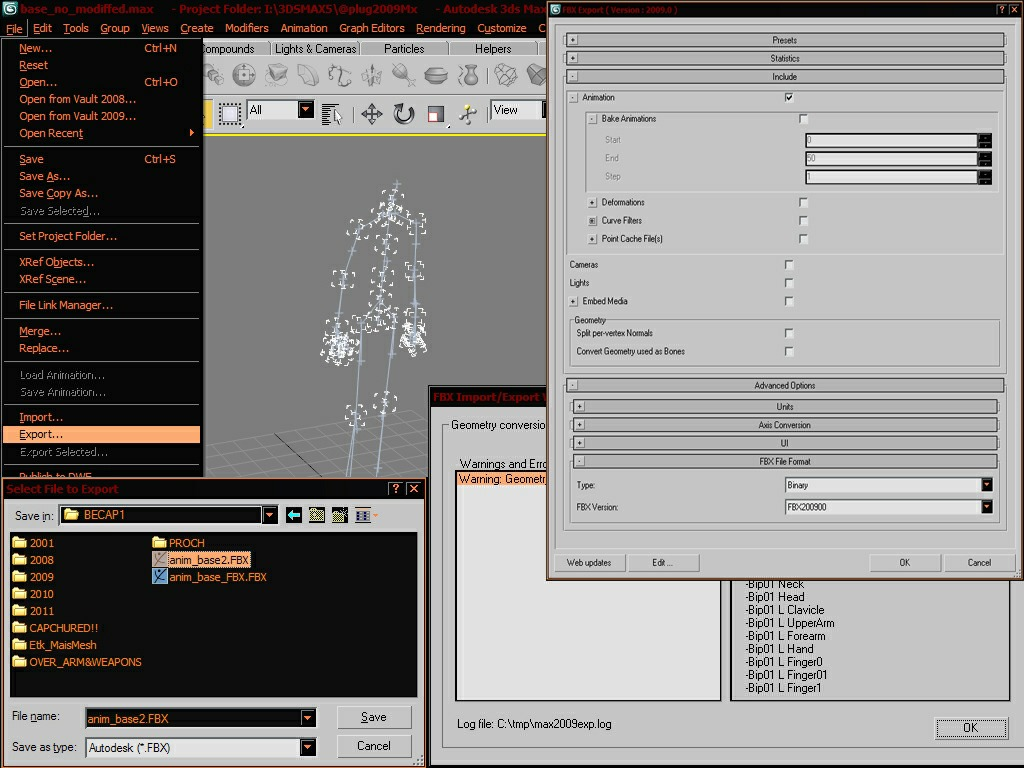 base_no_modiffed.max - Project Folder: I:\3DSMAX5\@plug2009Mx - Autodesk 3ds Max
File Edit Tools Group Views Create Modifiers Animation Graph Editors Rendering Customize
New... Ctrl+N
Reset
Open... Ctrl+O
Open from Vault 2008...
Open from Vault 2009...
Open Recent
Save Ctrl+S
Save As...
Save Copy As...
Save Selected...
Set Project Folder...
XRef Objects...
XRef Scene...
File Link Manager...
Merge...
Replace...
Load Animation...
Save Animation...
Import...
Export...
Export Selected...
Publish to DWF
ompounds Lights & Cameras Particles Helpers
All
View
FBX Export ( Version : 2009.0 )
Presets
Statistics
Include
Animation
Bake Animations
Start 0
End 50
Step 1
Deformations
Curve Filters
Point Cache File(s)
Cameras
Lights
Embed Media
Geometry
Split per-vertex Normals
Convert Geometry used as Bones
Advanced Options
Units
Axis Conversion
UI
FBX File Format
Type: Binary
FBX Version: FBX200900
Web updates Edit ... OK Cancel
FBX Import/Export
Geometry conversio
Warnings and Erro
Warning: Geometr
-Bip01 Neck
-Bip01 Head
-Bip01 L Clavicle
-Bip01 L UpperArm
-Bip01 L Forearm
-Bip01 L Hand
-Bip01 L Finger0
-Bip01 L Finger01
-Bip01 L Finger1
Log file: C:\tmp\max2009exp.log
OK
Select File to Export
Save in: BECAP1
2001
2008
2009
2010
2011
CAPCHURED!!
Etk_MaisMesh
OVER_ARM&WEAPONS
PROCH
anim_base2.FBX
anim_base_FBX.FBX
File name: anim_base2.FBX Save
Save as type: Autodesk (*.FBX) Cancel